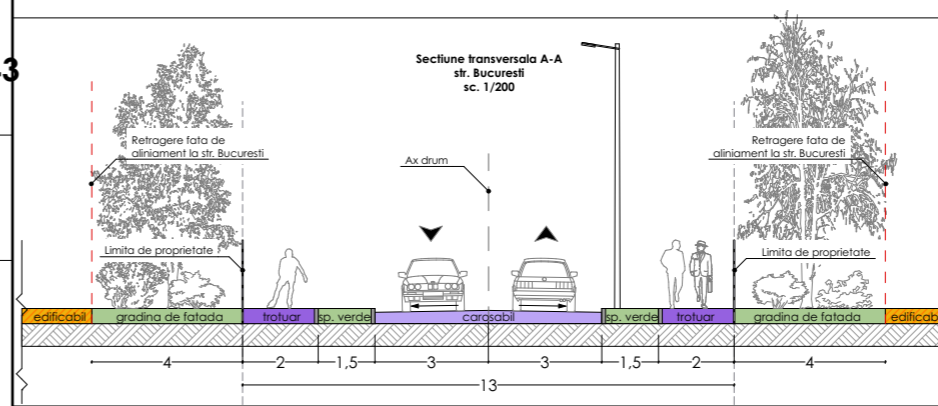 3
Sectiune transversala A-A
str. Bucuresti
sc. 1/200
Retragere fata de
aliniament la str. Bucuresti
Ax drum
Retragere fata de
aliniament la str. Bucuresti
Limita de proprietate
Limita de proprietate
edificabil gradina de fatada trotuar sp. verde carosabil sp. verde trotuar gradina de fatada edificab
4 2 1,5 3 3 1,5 2 4
13